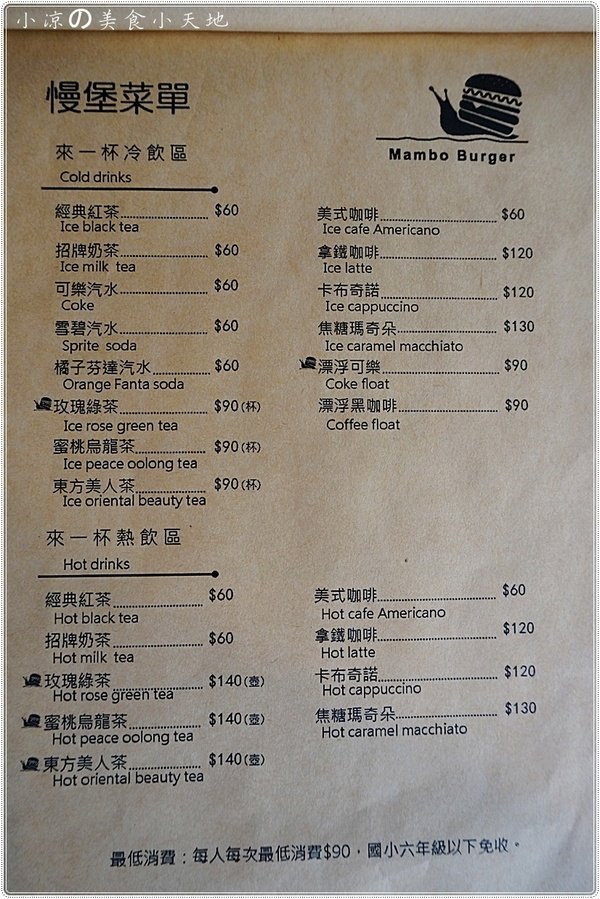 小涼の美食小天地
慢堡菜單
Mambo Burger
來一杯冷飲區
Cold drinks
經典紅茶 $60
Ice black tea
招牌奶茶 $60
Ice milk tea
可樂汽水 $60
Coke
雪碧汽水 $60
Sprite soda
橘子芬達汽水 $60
Orange Fanta soda
玫瑰綠茶 $90(杯)
Ice rose green tea
蜜桃烏龍茶 $90(杯)
Ice peace oolong tea
東方美人茶 $90(杯)
Ice oriental beauty tea
美式咖啡 $60
Ice cafe Americano
拿鐵咖啡 $120
Ice latte
卡布奇諾 $120
Ice cappuccino
焦糖瑪奇朵 $130
Ice caramel macchiato
漂浮可樂 $90
Coke float
漂浮黑咖啡 $90
Coffee float
來一杯熱飲區
Hot drinks
經典紅茶 $60
Hot black tea
招牌奶茶 $60
Hot milk tea
玫瑰綠茶 $140(壺)
Hot rose green tea
蜜桃烏龍茶 $140(壺)
Hot peace oolong tea
東方美人茶 $140(壺)
Hot oriental beauty tea
美式咖啡 $60
Hot cafe Americano
拿鐵咖啡 $120
Hot latte
卡布奇諾 $120
Hot cappuccino
焦糖瑪奇朵 $130
Hot caramel macchiato
最低消費：每人每次最低消費$90，國小六年級以下免收。